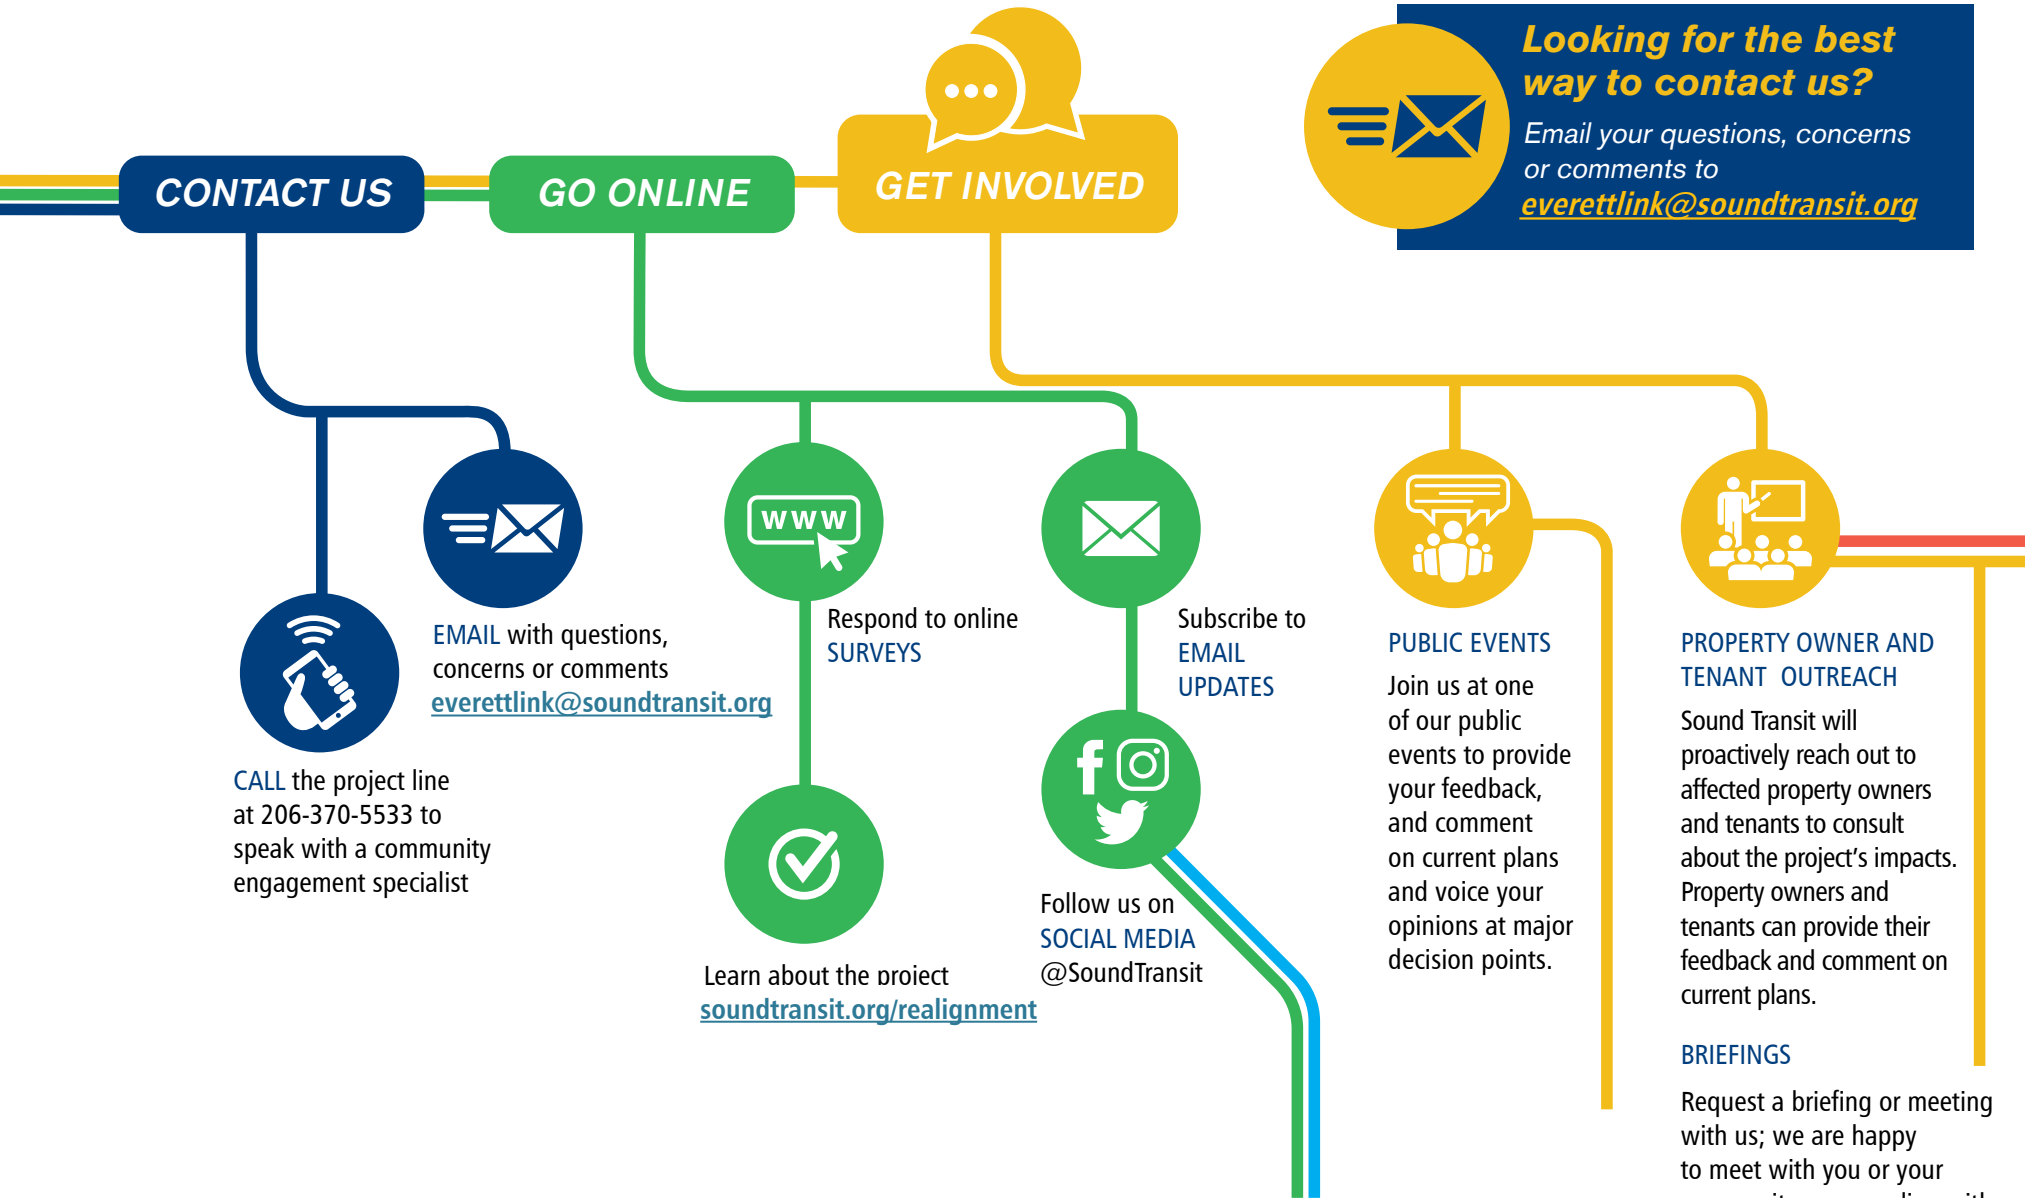 Looking for the best
way to contact us?
Email your questions, concerns
or comments to
everettlink@soundtransit.org
CONTACT US
GO ONLINE
GET INVOLVED
CALL the project line
at 206-370-5533 to
speak with a community
engagement specialist
EMAIL with questions,
concerns or comments
everettlink@soundtransit.org
www
Respond to online
SURVEYS
Learn about the project
soundtransit.org/realignment
Subscribe to
EMAIL
UPDATES
Follow us on
SOCIAL MEDIA
@SoundTransit
PUBLIC EVENTS
Join us at one
of our public
events to provide
your feedback,
and comment
on current plans
and voice your
opinions at major
decision points.
PROPERTY OWNER AND
TENANT OUTREACH
Sound Transit will
proactively reach out to
affected property owners
and tenants to consult
about the project's impacts.
Property owners and
tenants can provide their
feedback and comment on
current plans.
BRIEFINGS
Request a briefing or meeting
with us; we are happy
to meet with you or your